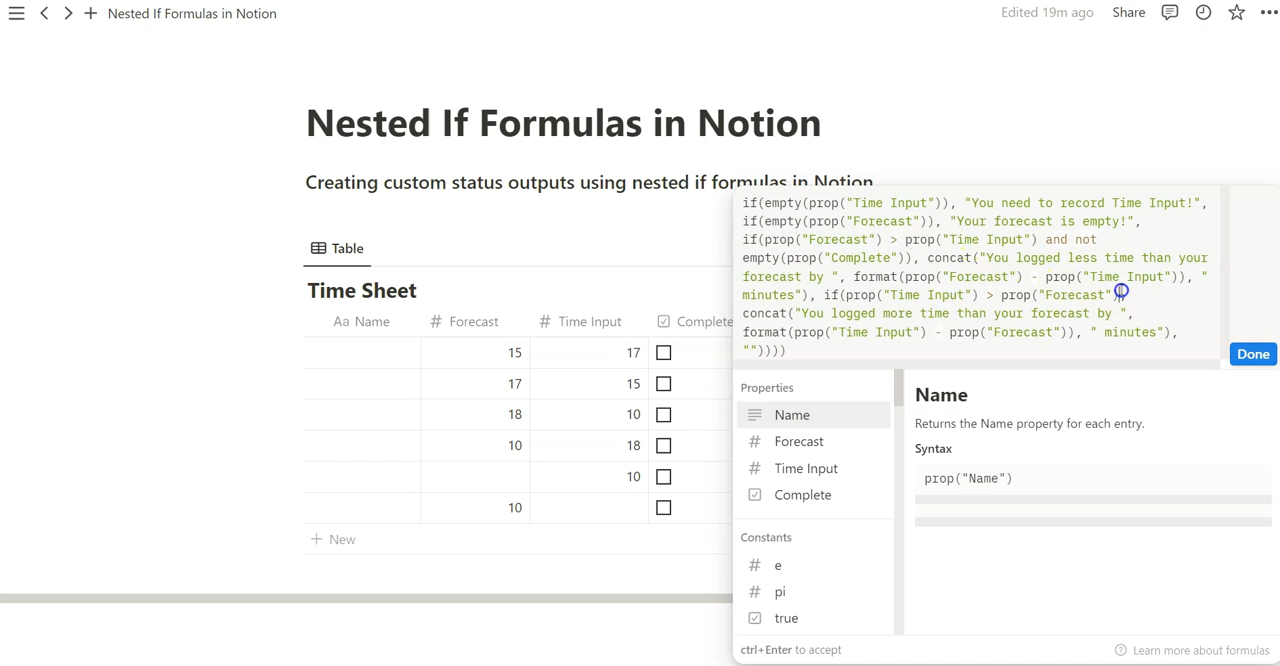 Nested If Formulas in Notion
Edited 19m ago Share
Nested If Formulas in Notion
Creating custom status outputs using nested if formulas in Notion
Table
Time Sheet
Aa Name # Forecast # Time Input Complete
15 17
17 15
18 10
10 18
10
10
+ New
if(empty(prop("Time Input")), "You need to record Time Input!",
if(empty(prop("Forecast")), "Your forecast is empty!",
if(prop("Forecast") > prop("Time Input") and not
empty(prop("Complete")), concat("You logged less time than your
forecast by ", format(prop("Forecast") - prop("Time Input")), "
minutes"), if(prop("Time Input") > prop("Forecast"),
concat("You logged more time than your forecast by ",
format(prop("Time Input") - prop("Forecast")), " minutes"),
""))))
Done
Properties
Name
# Forecast
# Time Input
Complete
Constants
# e
# pi
true
Name
Returns the Name property for each entry.
Syntax
prop("Name")
ctrl+Enter to accept
Learn more about formulas